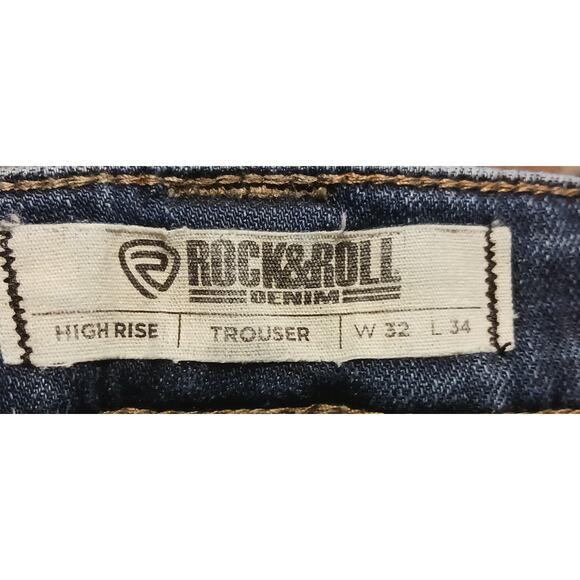 ROCK&ROLL
DENIM
HIGH RISE TROUSER W 32 L 34